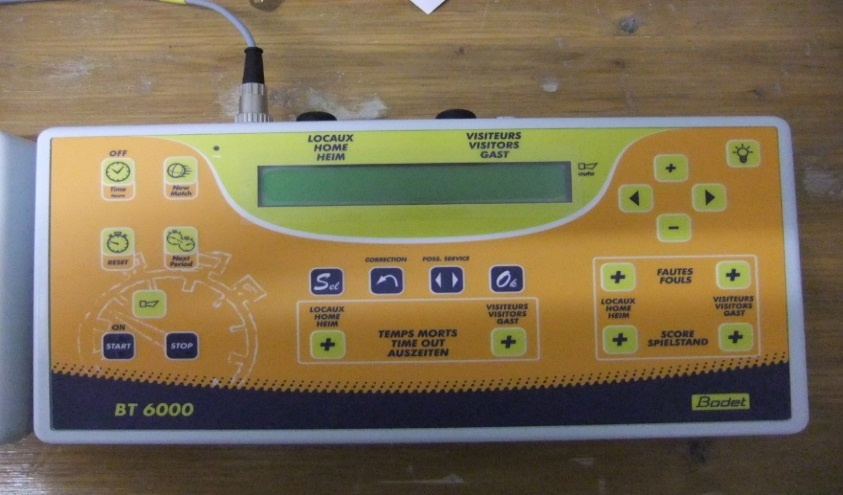 LOCAUX
HOME
HEIM
VISITEURS
VISITORS
GAST
OFF
Time
New
Match
auto
RESET
Next
Period
CORRECTION
POSS. SERVICE
Sel
Ok
ON
START
STOP
LOCAUX
HOME
HEIM
+
TEMPS MORTS
TIME OUT
AUSZEITEN
VISITEURS
VISITORS
GAST
+
+
-
+
FAUTES
FOULS
+
LOCAUX
HOME
HEIM
VISITEURS
VISITORS
GAST
+
SCORE
SPIELSTAND
+
BT 6000
Bodet